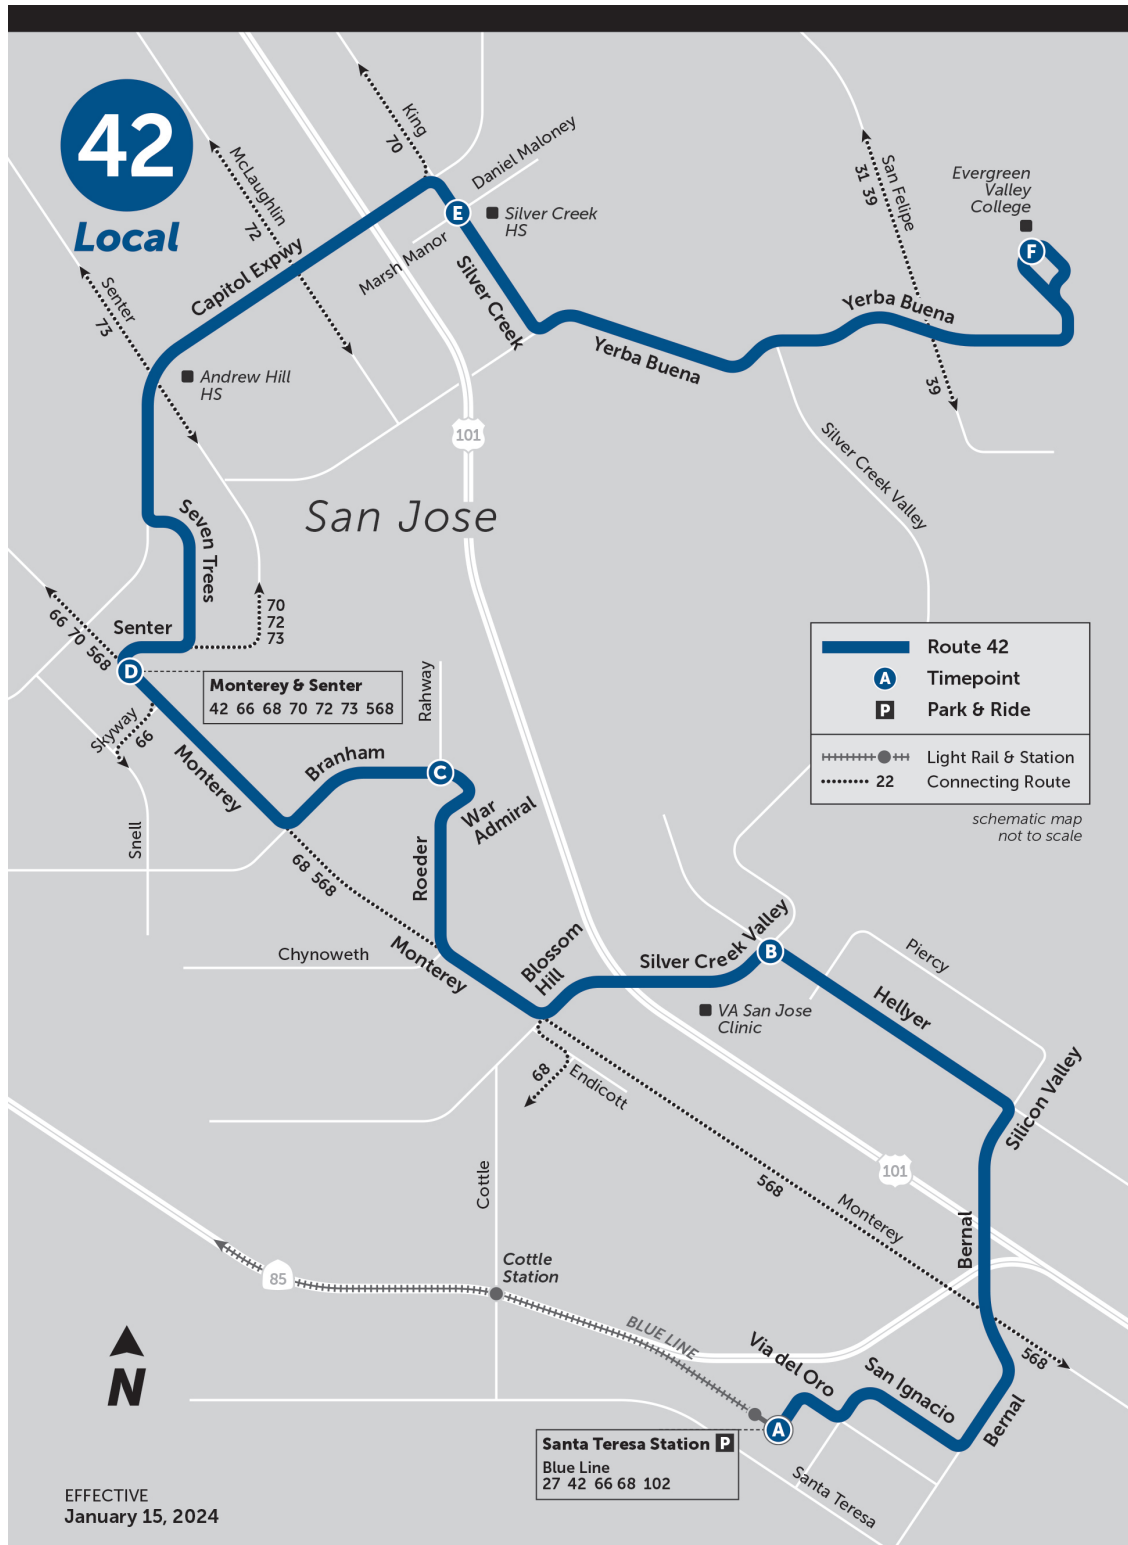 42
Local
King
70
Daniel Maloney
McLaughlin
72
E
Silver Creek
HS
Marsh Manor
Capitol Expwy
Silver Creek
Senter
73
Andrew Hill
HS
San Felipe
31 39
Evergreen
Valley
College
F
Yerba Buena
Yerba Buena
39
101
Silver Creek Valley
San Jose
Seven Trees
70
72
73
Senter
66 70 568
D
Monterey & Senter
42 66 68 70 72 73 568
Skyway
66
Monterey
Snell
Rahway
Branham
C
War
Admiral
Roeder
68 568
Chynoweth
Monterey
Blossom
Hill
Route 42
A
Timepoint
P
Park & Ride
Light Rail & Station
22
Connecting Route
schematic map
not to scale
Silver Creek Valley
B
VA San Jose
Clinic
Hellyer
Piercy
Silicon Valley
68
Endicott
Cottle
568
Monterey
101
Bernal
85
Cottle
Station
BLUE LINE
Via del Oro
San Ignacio
568
Bernal
A
Santa Teresa
Santa Teresa Station P
Blue Line
27 42 66 68 102
N
EFFECTIVE
January 15, 2024